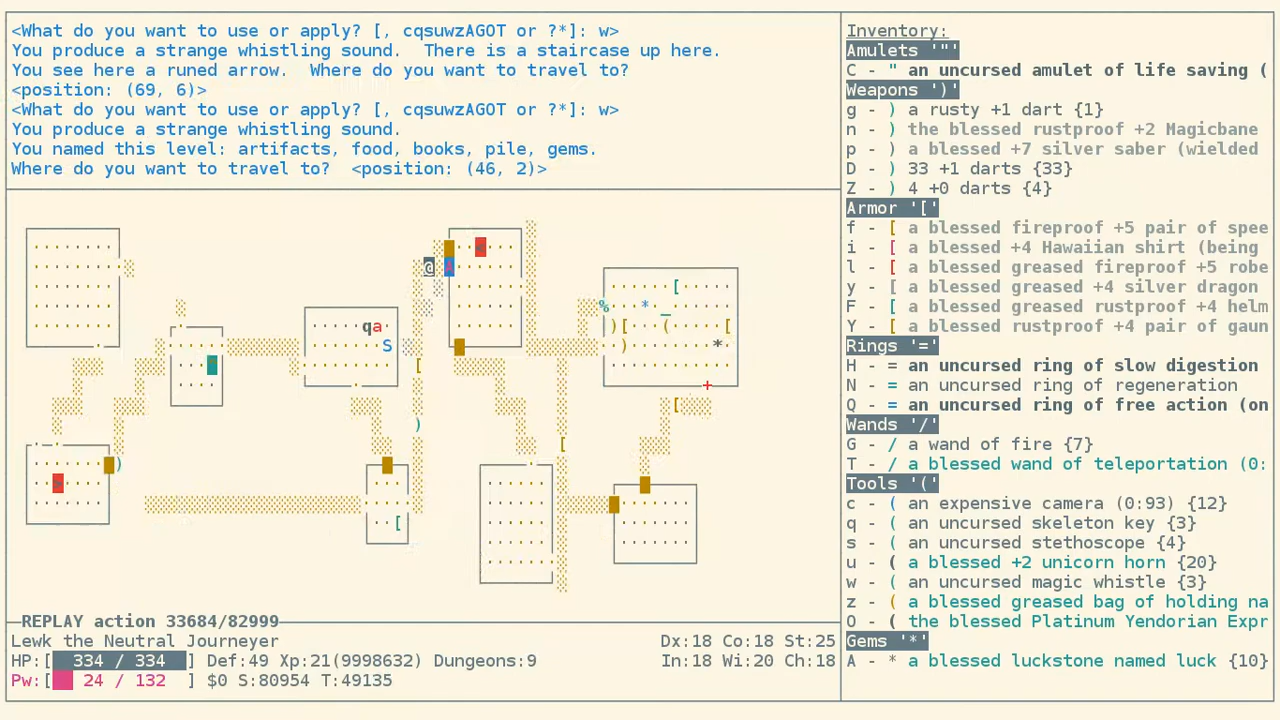 <What do you want to use or apply? [, cqsuwzAGOT or ?*]: w>
You produce a strange whistling sound.  There is a staircase up here.
You see here a runed arrow.  Where do you want to travel to?
<position: (69, 6)>
<What do you want to use or apply? [, cqsuwzAGOT or ?*]: w>
You produce a strange whistling sound.
You named this level: artifacts, food, books, pile, gems.
Where do you want to travel to?  <position: (46, 2)>
REPLAY action 33684/82999
Lewk the Neutral Journeyer
Dx:18 Co:18 St:25
HP:[ 334 / 334 ] Def:49 Xp:21(9998632) Dungeons:9
In:18 Wi:20 Ch:18
Pw:[ 24 / 132 ] $0 S:80954 T:49135
Inventory:
Amulets '"'
C - " an uncursed amulet of life saving (
Weapons ')'
g - ) a rusty +1 dart {1}
n - ) the blessed rustproof +2 Magicbane
p - ) a blessed +7 silver saber (wielded
D - ) 33 +1 darts {33}
Z - ) 4 +0 darts {4}
Armor '['
f - [ a blessed fireproof +5 pair of spee
i - [ a blessed +4 Hawaiian shirt (being
l - [ a blessed greased fireproof +5 robe
y - [ a blessed greased +4 silver dragon
F - [ a blessed greased rustproof +4 helm
Y - [ a blessed rustproof +4 pair of gaun
Rings '='
H - = an uncursed ring of slow digestion
N - = an uncursed ring of regeneration
Q - = an uncursed ring of free action (on
Wands '/'
G - / a wand of fire {7}
T - / a blessed wand of teleportation (0:
Tools '('
c - ( an expensive camera (0:93) {12}
q - ( an uncursed skeleton key {3}
s - ( an uncursed stethoscope {4}
u - ( a blessed +2 unicorn horn {20}
w - ( an uncursed magic whistle {3}
z - ( a blessed greased bag of holding na
O - ( the blessed Platinum Yendorian Expr
Gems '*'
A - * a blessed luckstone named luck {10}